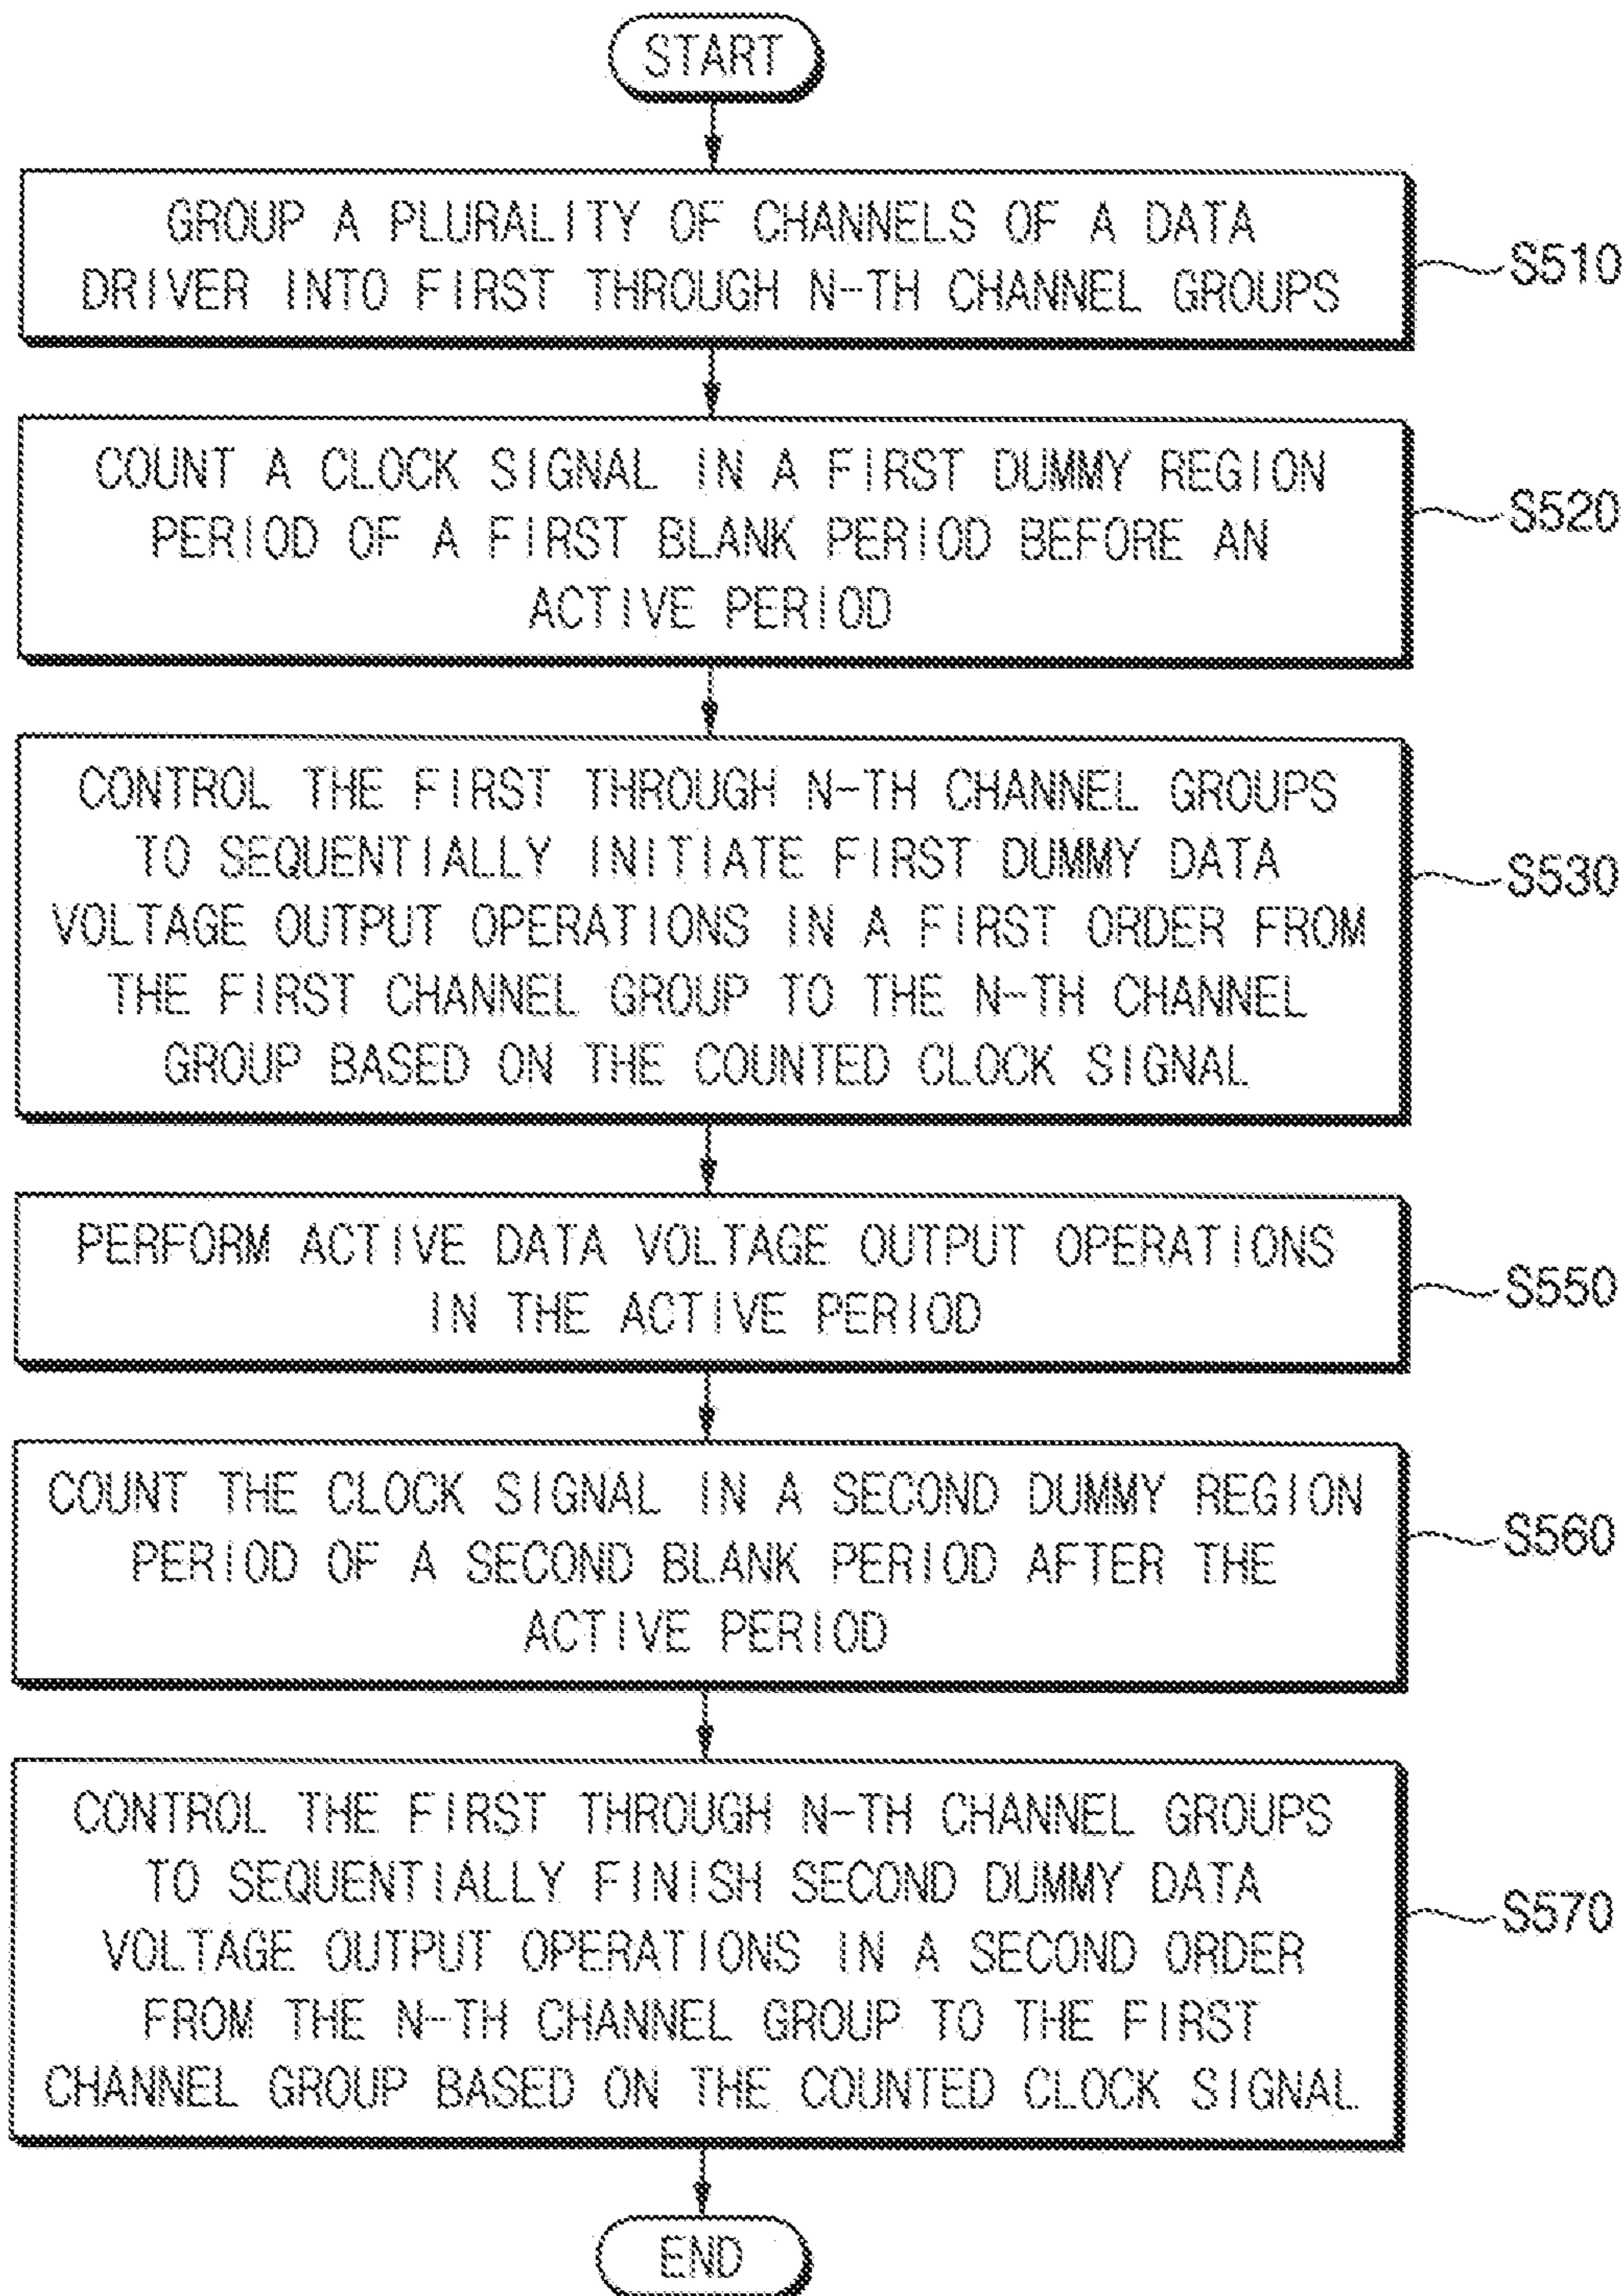 START
GROUP A PLURALITY OF CHANNELS OF A DATA
DRIVER INTO FIRST THROUGH N-TH CHANNEL GROUPS
S510
COUNT A CLOCK SIGNAL IN A FIRST DUMMY REGION
PERIOD OF A FIRST BLANK PERIOD BEFORE AN
ACTIVE PERIOD
S520
CONTROL THE FIRST THROUGH N-TH CHANNEL GROUPS
TO SEQUENTIALLY INITIATE FIRST DUMMY DATA
VOLTAGE OUTPUT OPERATIONS IN A FIRST ORDER FROM
THE FIRST CHANNEL GROUP TO THE N-TH CHANNEL
GROUP BASED ON THE COUNTED CLOCK SIGNAL
S530
PERFORM ACTIVE DATA VOLTAGE OUTPUT OPERATIONS
IN THE ACTIVE PERIOD
S550
COUNT THE CLOCK SIGNAL IN A SECOND DUMMY REGION
PERIOD OF A SECOND BLANK PERIOD AFTER THE
ACTIVE PERIOD
S560
CONTROL THE FIRST THROUGH N-TH CHANNEL GROUPS
TO SEQUENTIALLY FINISH SECOND DUMMY DATA
VOLTAGE OUTPUT OPERATIONS IN A SECOND ORDER
FROM THE N-TH CHANNEL GROUP TO THE FIRST
CHANNEL GROUP BASED ON THE COUNTED CLOCK SIGNAL
S570
END